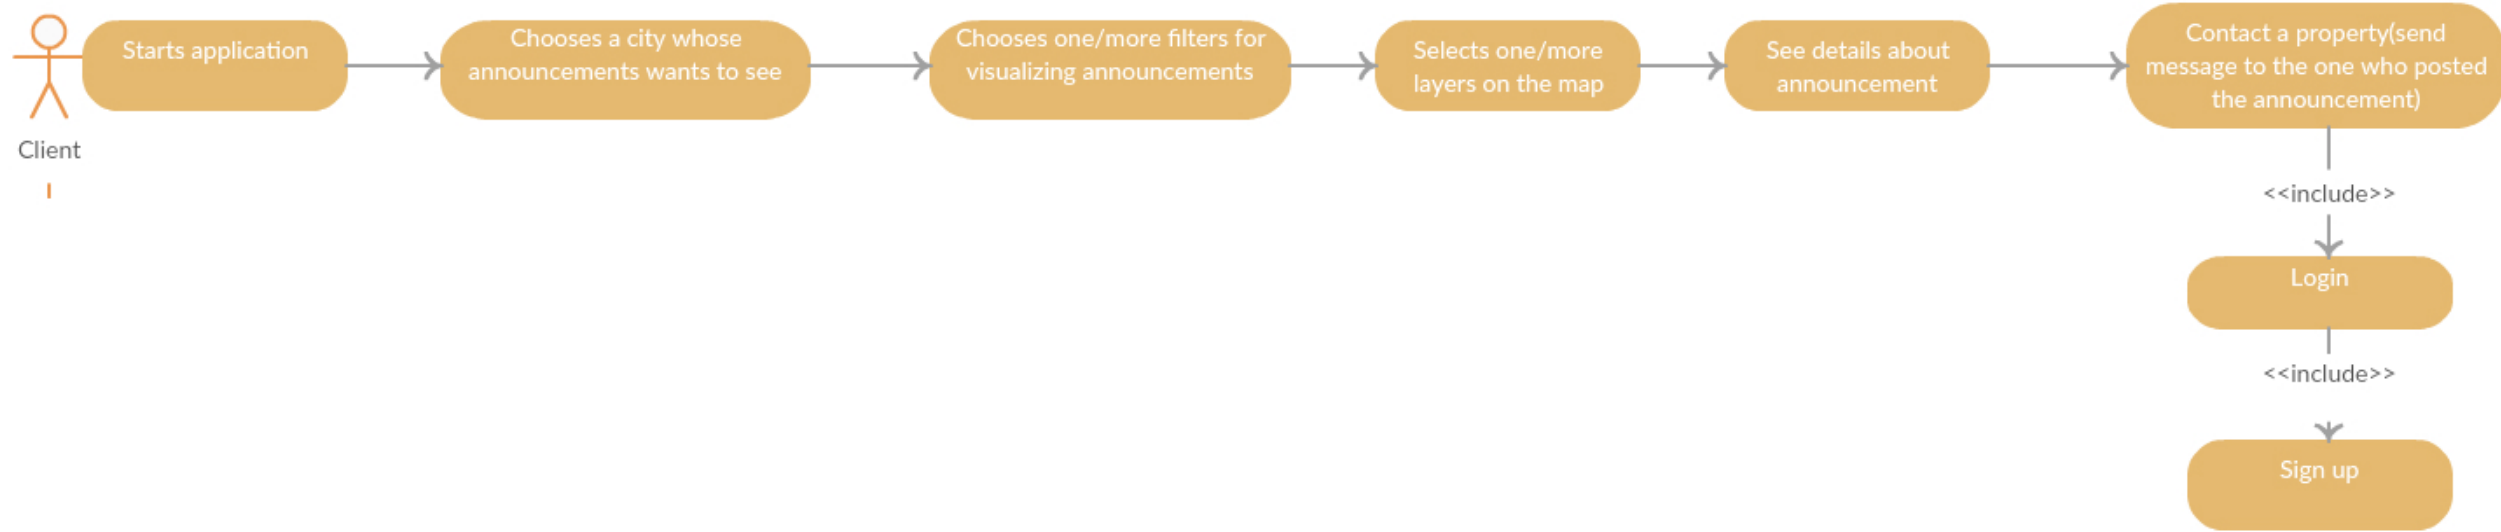 Starts application
Chooses a city whose
announcements wants to see
Chooses one/more filters for
visualizing announcements
Selects one/more
layers on the map
See details about
announcement
Contact a property(send
message to the one who posted
the announcement)
Client
<<include>>
Login
<<include>>
Sign up